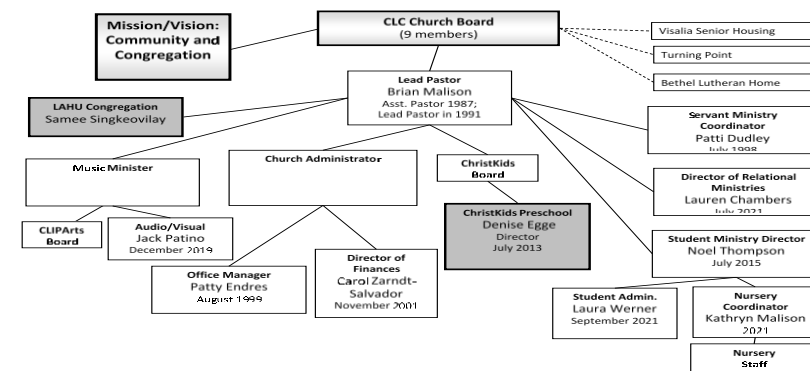 Mission/Vision:
Community and
Congregation
CLC Church Board
(9 members)
Visalia Senior Housing
Turning Point
Bethel Lutheran Home
Lead Pastor
Brian Malison
Asst. Pastor 1987;
Lead Pastor in 1991
LAHU Congregation
Samee Singkeovilay
Servant Ministry
Coordinator
Patti Dudley
July 1998
Music Minister
Church Administrator
ChristKids
Board
Director of Relational
Ministries
Lauren Chambers
July 2021
CLIPArts
Board
Audio/Visual
Jack Patino
December 2019
ChristKids Preschool
Denise Egge
Director
July 2013
Student Ministry Director
Noel Thompson
July 2015
Office Manager
Patty Endres
August 1999
Director of
Finances
Carol Zarndt-
Salvador
November 2001
Student Admin.
Laura Werner
September 2021
Nursery
Coordinator
Kathryn Malison
2021
Nursery
Staff